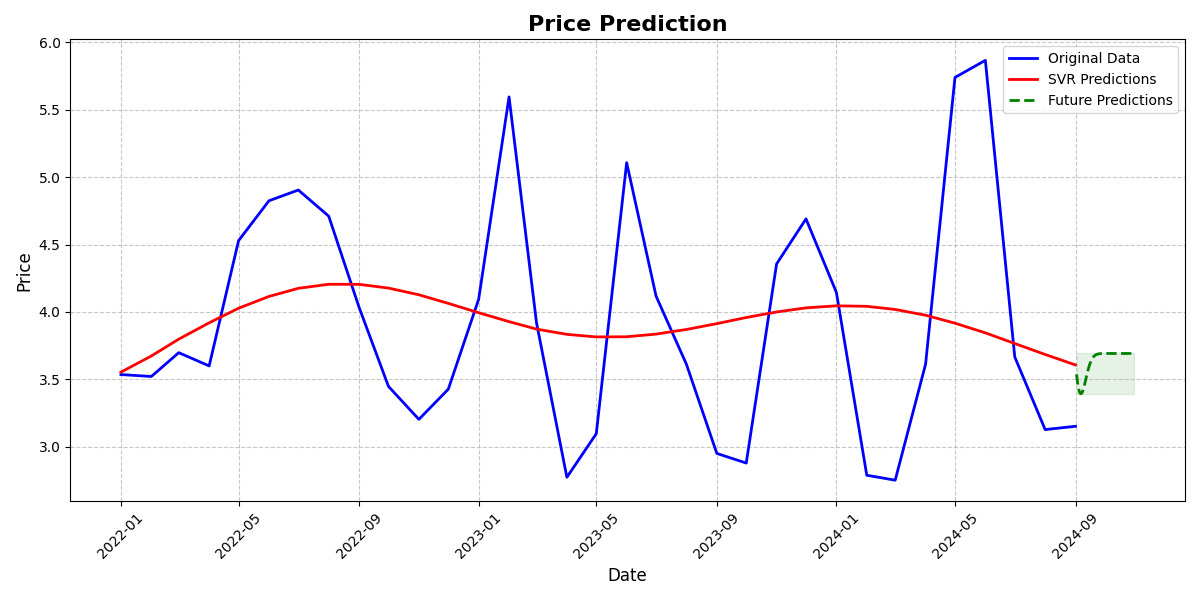 Price Prediction
Original Data
SVR Predictions
Future Predictions
Price
6.0
5.5
5.0
4.5
4.0
3.5
3.0
2022-01
2022-05
2022-09
2023-01
2023-05
2023-09
2024-01
2024-05
2024-09
Date